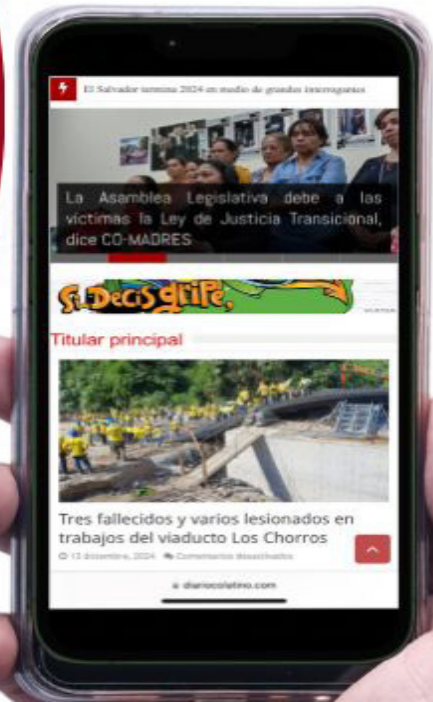 El Salvador termina 2024 en medio de grandes interrogantes
La Asamblea Legislativa debe a las
víctimas la Ley de Justicia Transicional,
dice CO-MADRES
Si Decís gripe,
Titular principal
Tres fallecidos y varios lesionados en
trabajos del viaducto Los Chorros
13 diciembre, 2024 Comentarios desactivados
diariocolatino.com